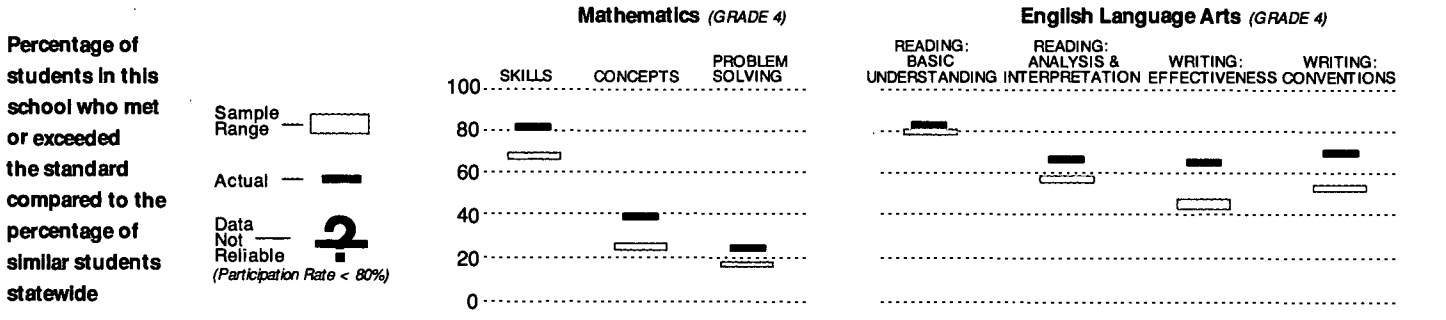 Mathematics (GRADE 4)
English Language Arts (GRADE 4)
Percentage of
students in this
school who met
or exceeded
the standard
compared to the
percentage of
similar students
statewide
Sample
Range
Actual
Data
Not
Reliable
?
(Participation Rate < 80%)
SKILLS
CONCEPTS
PROBLEM
SOLVING
READING:
BASIC
UNDERSTANDING
READING:
ANALYSIS &
INTERPRETATION
WRITING:
EFFECTIVENESS
WRITING:
CONVENTIONS
100
80
60
40
20
0